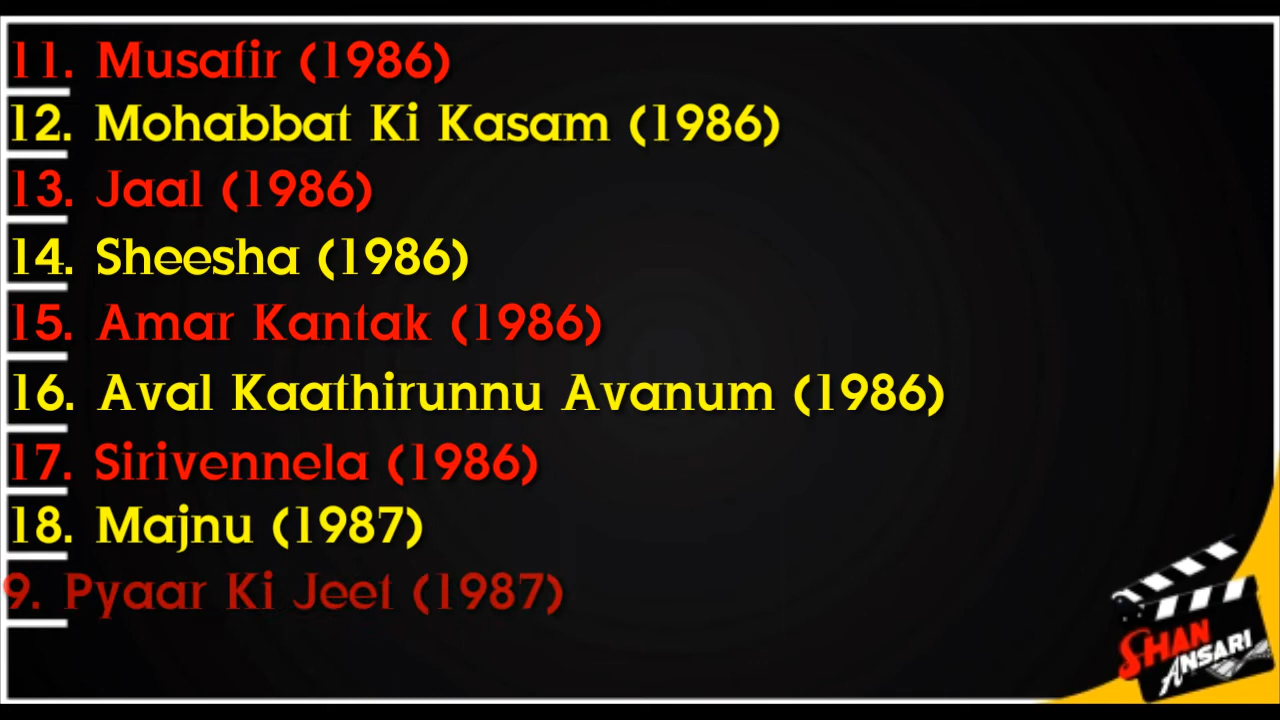 11. Musafir (1986)
12. Mohabbat Ki Kasam (1986)
13. Jaal (1986)
14. Sheesha (1986)
15. Amar Kantak (1986)
16. Aval Kaathirunnu Avanum (1986)
17. Sirivennela (1986)
18. Majnu (1987)
9. Pyaar Ki Jeet (1987)
SHAN
ANSARI